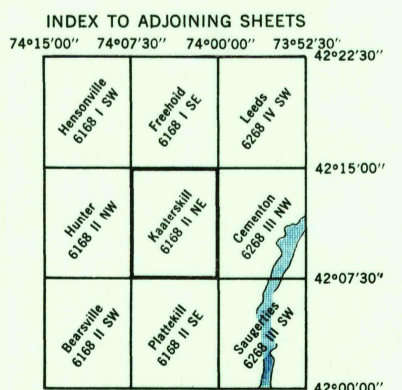 INDEX TO ADJOINING SHEETS
74°15'00" 74°07'30" 74°00'00" 73°52'30"
42°22'30"
Hensonville
6168 I SW
Freehold
6168 I SE
Leeds
6268 IV SW
42°15'00"
Hunter
6168 II NW
Kaaterskill
6168 II NE
Cementon
6268 III NW
42°07'30"
Bearsville
6168 II SW
Plattekill
6168 II SE
Saugerties
6268 III SW
42°00'00"